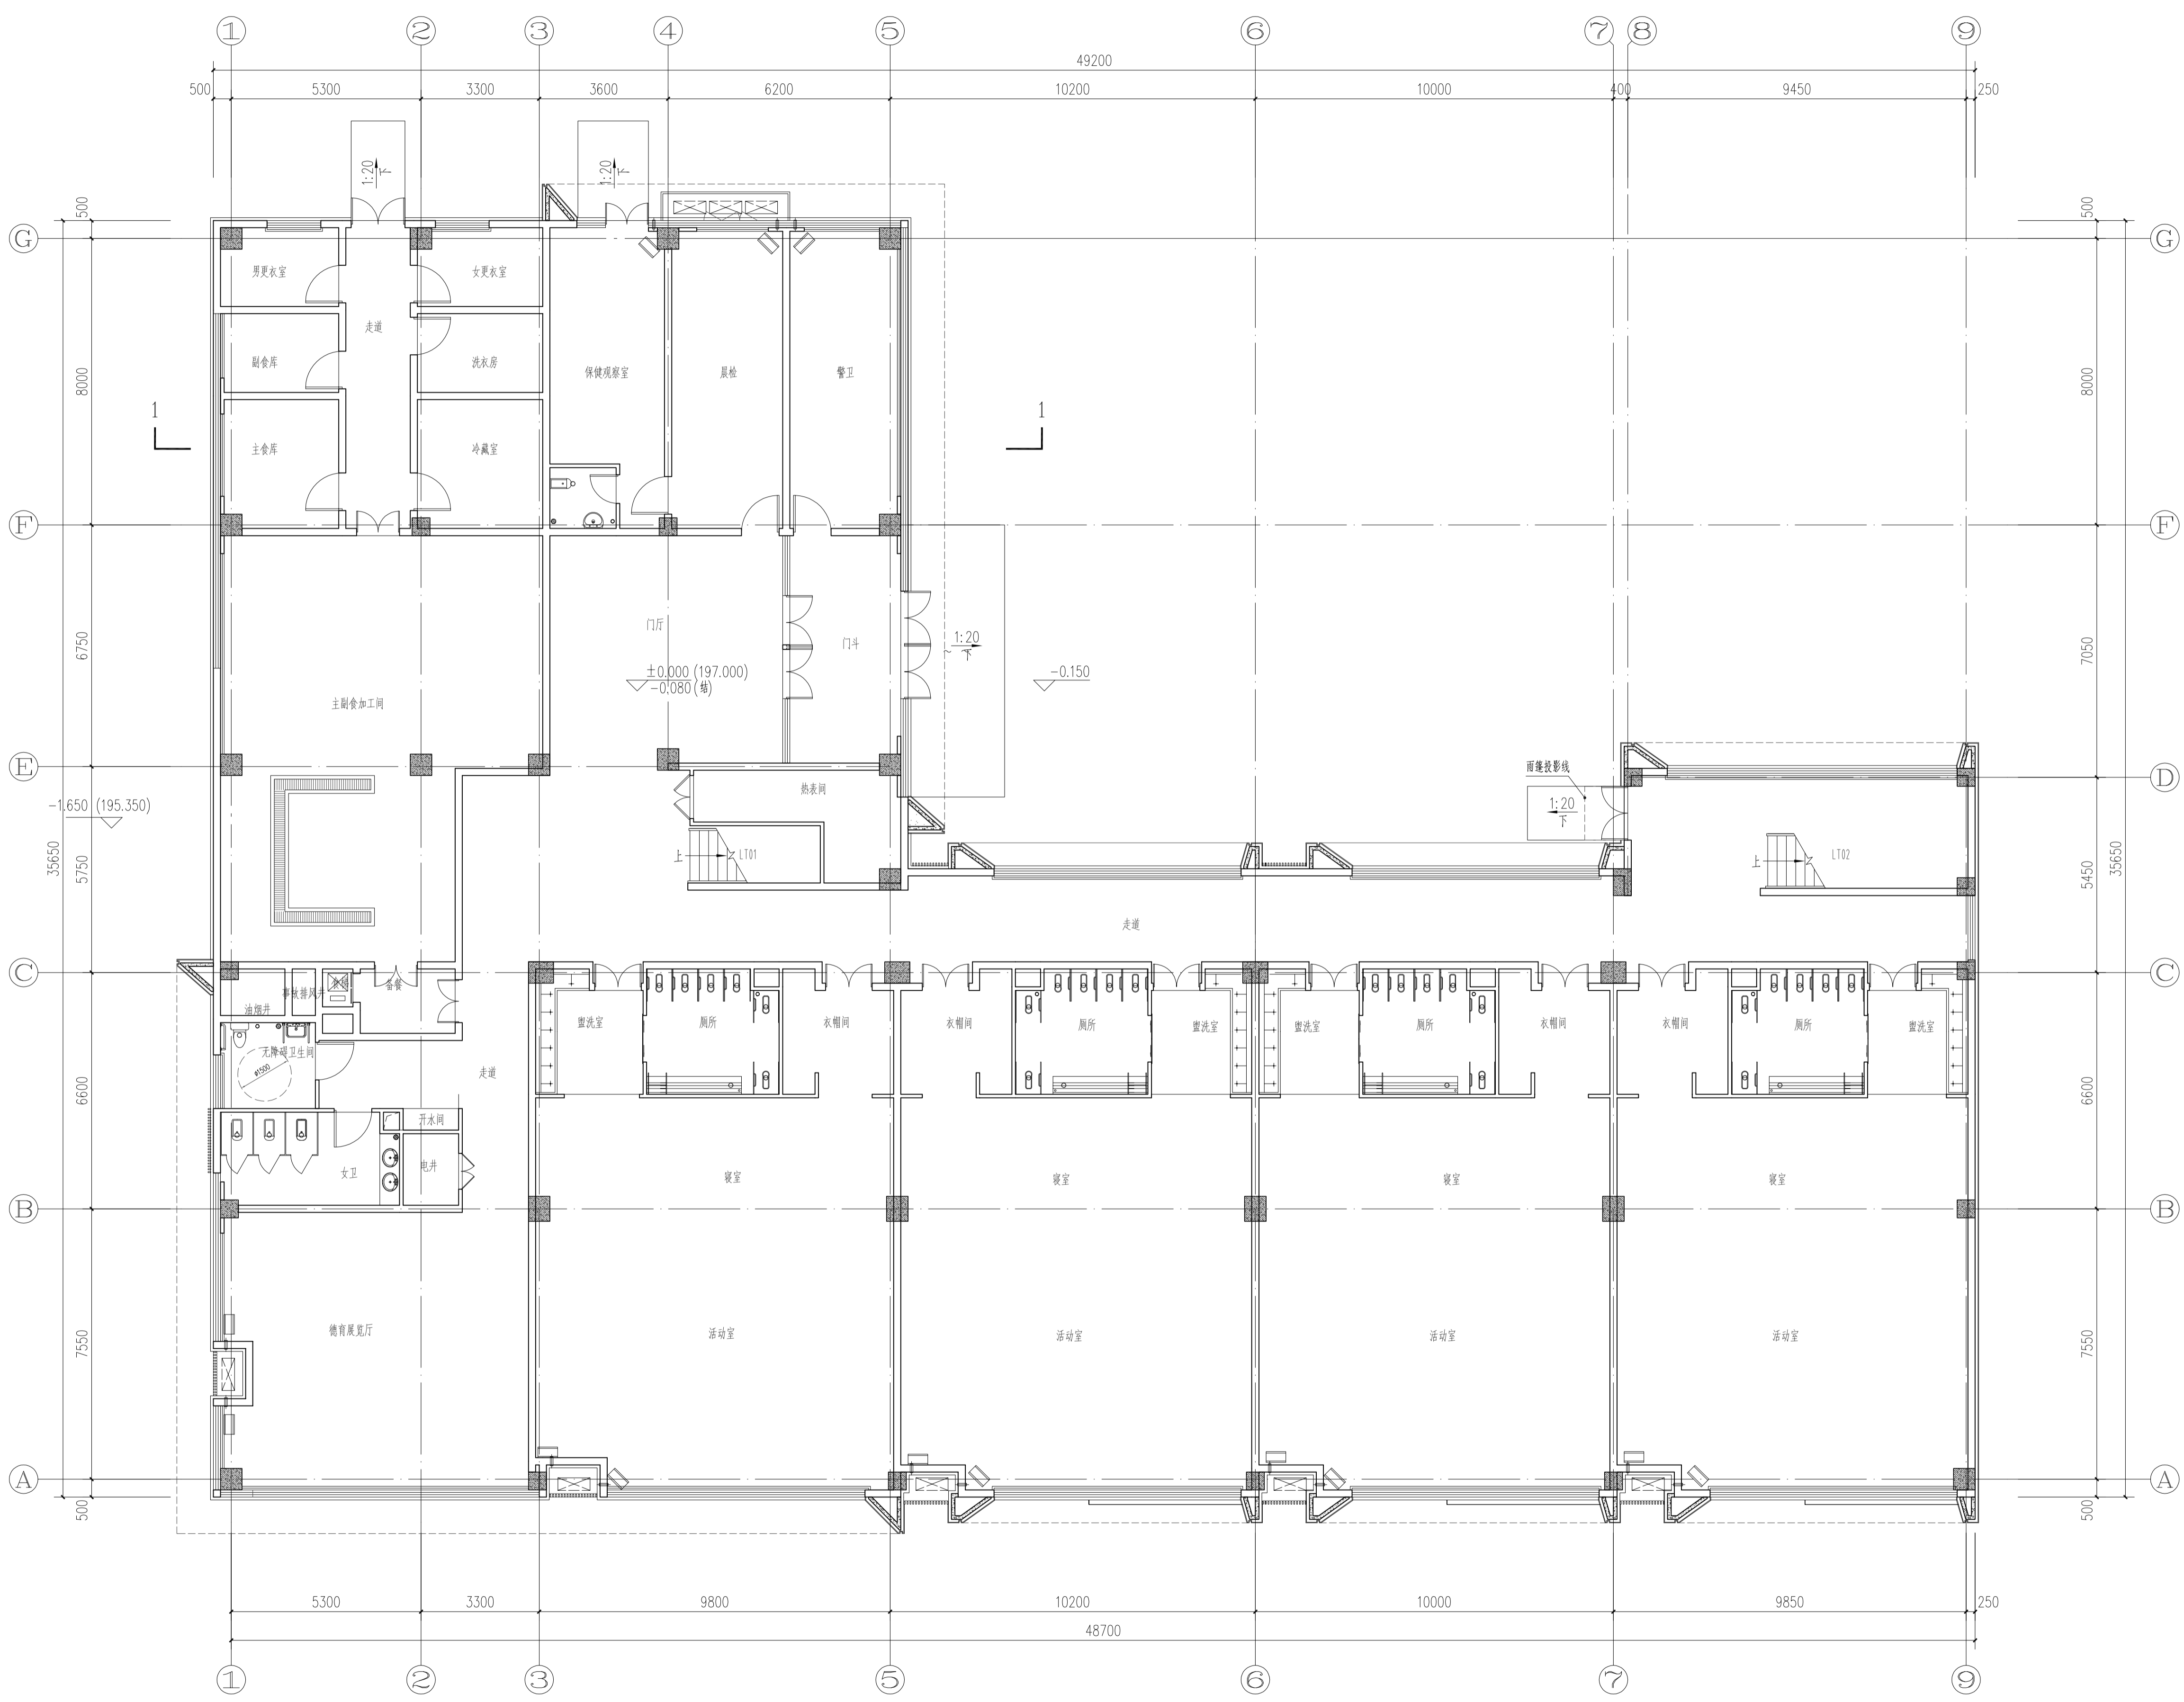 ① ② ③ ④ ⑤ ⑥ ⑦ ⑧ ⑨
49200
500 5300 3300 3600 6200 10200 10000 400 9450 250
1:20
下
1:20
下
500
500
G
G
男更衣室
女更衣室
走道
副食库
洗衣房
保健观察室
晨检
警卫
8000
8000
1
1
主食库
冷藏室
F
F
门厅
门斗
1:20
下
6750
7050
±0.000 (197.000)
-0.080(结)
-0.150
主副食加工间
E
雨篷投影线
D
热表间
-1.650 (195.350)
1:20
下
上
LT01
上
LT02
35650
5750
5450
35650
走道
C
C
食梯
备餐
事故排风井
油烟井
盥洗室
厕所
衣帽间
衣帽间
厕所
盥洗室
盥洗室
厕所
衣帽间
衣帽间
厕所
盥洗室
无障碍卫生间
ø1500
走道
6600
6600
开水间
女卫
电井
寝室
寝室
寝室
寝室
B
B
德育展览厅
活动室
活动室
活动室
活动室
7550
7550
A
A
500
500
5300 3300 9800 10200 10000 9850 250
48700
① ② ③ ⑤ ⑥ ⑦ ⑨